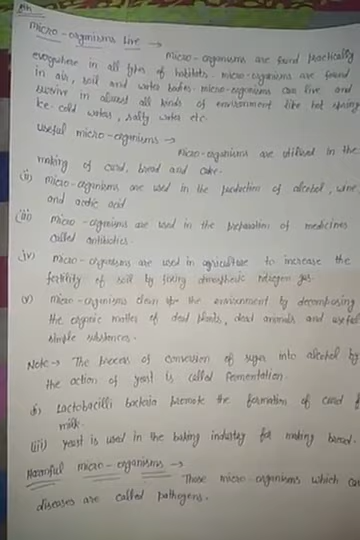 Micro-organisms live →
Micro-organisms are found practically
everywhere in all types of habitats. micro-organisms are found
in air, soil and water bodies. micro-organisms can live and
survive in almost all kinds of environment like hot spring
ice-cold waters, salty water etc.
useful micro-organisms →
Micro-organisms are utilised in the
making of curd, bread and cake.
(ii) micro-organisms are used in the production of alcohol, wine
and acetic acid
(iii) micro-organisms are used in the preparation of medicines
called antibiotics.
iv) micro-organisms are used in agriculture to increase the
fertility of soil by fixing atmospheric nitrogen gas.
(v) micro-organisms clean up the environment by decomposing
the organic matter of dead plants, dead animals and useful
simple substances.
Note → The process of conversion of sugar into alcohol by
the action of yeast is called fermentation.
Lactobacilli bacteria promote the formation of curd f
milk.
(iii) yeast is used in the baking industry for making bread.
Harmful micro-organisms →
Those micro-organisms which ca
diseases are called pathogens.